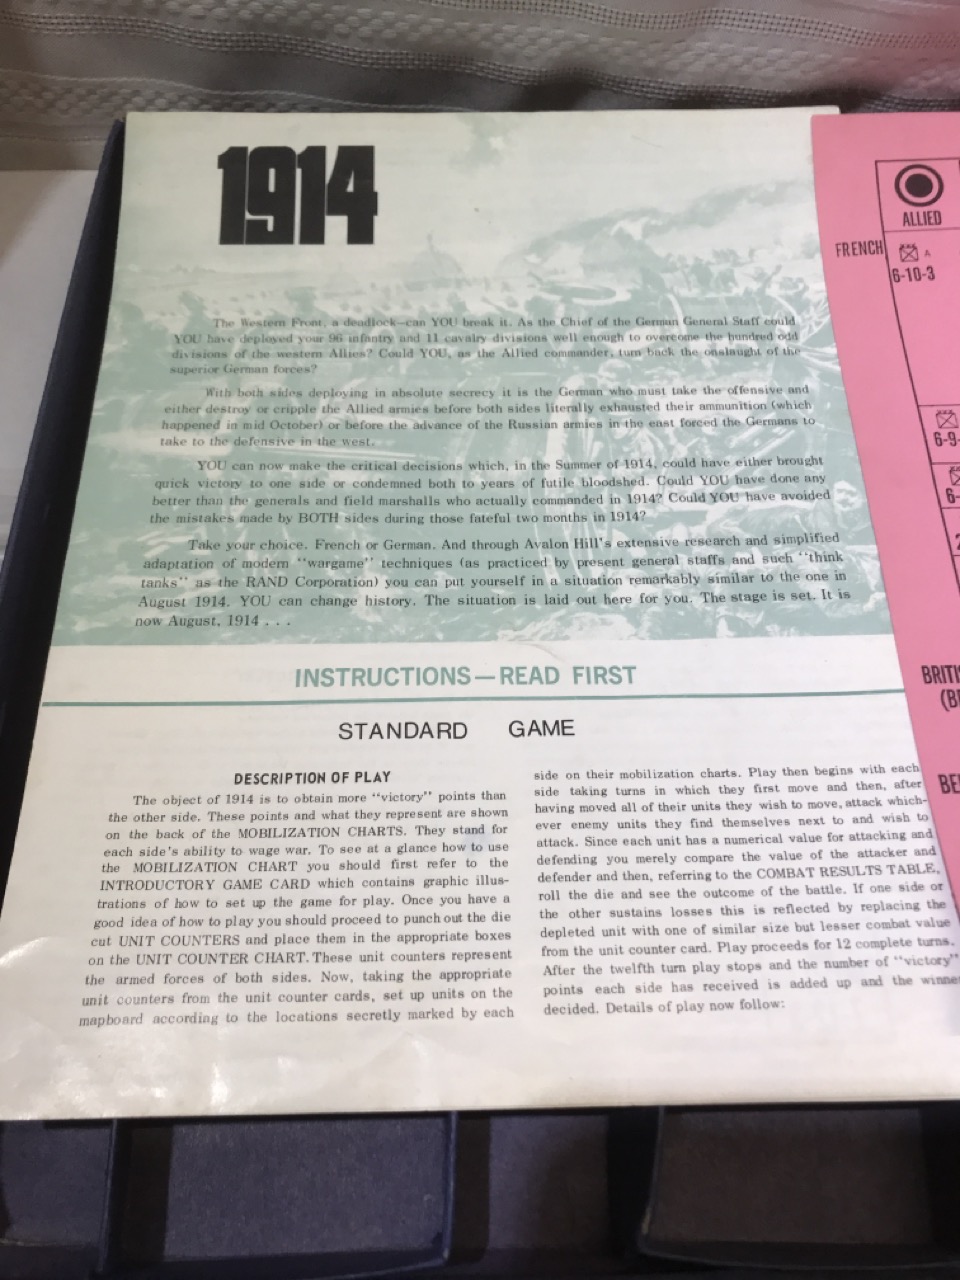 1914
The Western Front, a deadlock—can YOU break it. As the Chief of the German General Staff could
YOU have deployed your 96 infantry and 11 cavalry divisions well enough to overcome the hundred odd
divisions of the western Allies? Could YOU, as the Allied commander, turn back the onslaught of the
superior German forces?
With both sides deploying in absolute secrecy it is the German who must take the offensive and
either destroy or cripple the Allied armies before both sides literally exhausted their ammunition (which
happened in mid October) or before the advance of the Russian armies in the east forced the Germans to
take to the defensive in the west.
YOU can now make the critical decisions which, in the Summer of 1914, could have either brought
quick victory to one side or condemned both to years of futile bloodshed. Could YOU have done any
better than the generals and field marshalls who actually commanded in 1914? Could YOU have avoided
the mistakes made by BOTH sides during those fateful two months in 1914?
Take your choice. French or German. And through Avalon Hill's extensive research and simplified
adaptation of modern "wargame" techniques (as practiced by present general staffs and such "think
tanks" as the RAND Corporation) you can put yourself in a situation remarkably similar to the one in
August 1914. YOU can change history. The situation is laid out here for you. The stage is set. It is
now August, 1914 . . .
INSTRUCTIONS—READ FIRST
STANDARD GAME
DESCRIPTION OF PLAY
The object of 1914 is to obtain more "victory" points than
the other side. These points and what they represent are shown
on the back of the MOBILIZATION CHARTS. They stand for
each side's ability to wage war. To see at a glance how to use
the MOBILIZATION CHART you should first refer to the
INTRODUCTORY GAME CARD which contains graphic illus-
trations of how to set up the game for play. Once you have a
good idea of how to play you should proceed to punch out the die
cut UNIT COUNTERS and place them in the appropriate boxes
on the UNIT COUNTER CHART. These unit counters represent
the armed forces of both sides. Now, taking the appropriate
unit counters from the unit counter cards, set up units on the
mapboard according to the locations secretly marked by each
side on their mobilization charts. Play then begins with each
side taking turns in which they first move and then, after
having moved all of their units they wish to move, attack which-
ever enemy units they find themselves next to and wish to
attack. Since each unit has a numerical value for attacking and
defending you merely compare the value of the attacker and
defender and then, referring to the COMBAT RESULTS TABLE,
roll the die and see the outcome of the battle. If one side or
the other sustains losses this is reflected by replacing the
depleted unit with one of similar size but lesser combat value
from the unit counter card. Play proceeds for 12 complete turns.
After the twelfth turn play stops and the number of "victory"
points each side has received is added up and the winne
decided. Details of play now follow:
ALLIED
FRENCH
A
6-10-3
6-9-
6-
2
BRITI
(B
BE